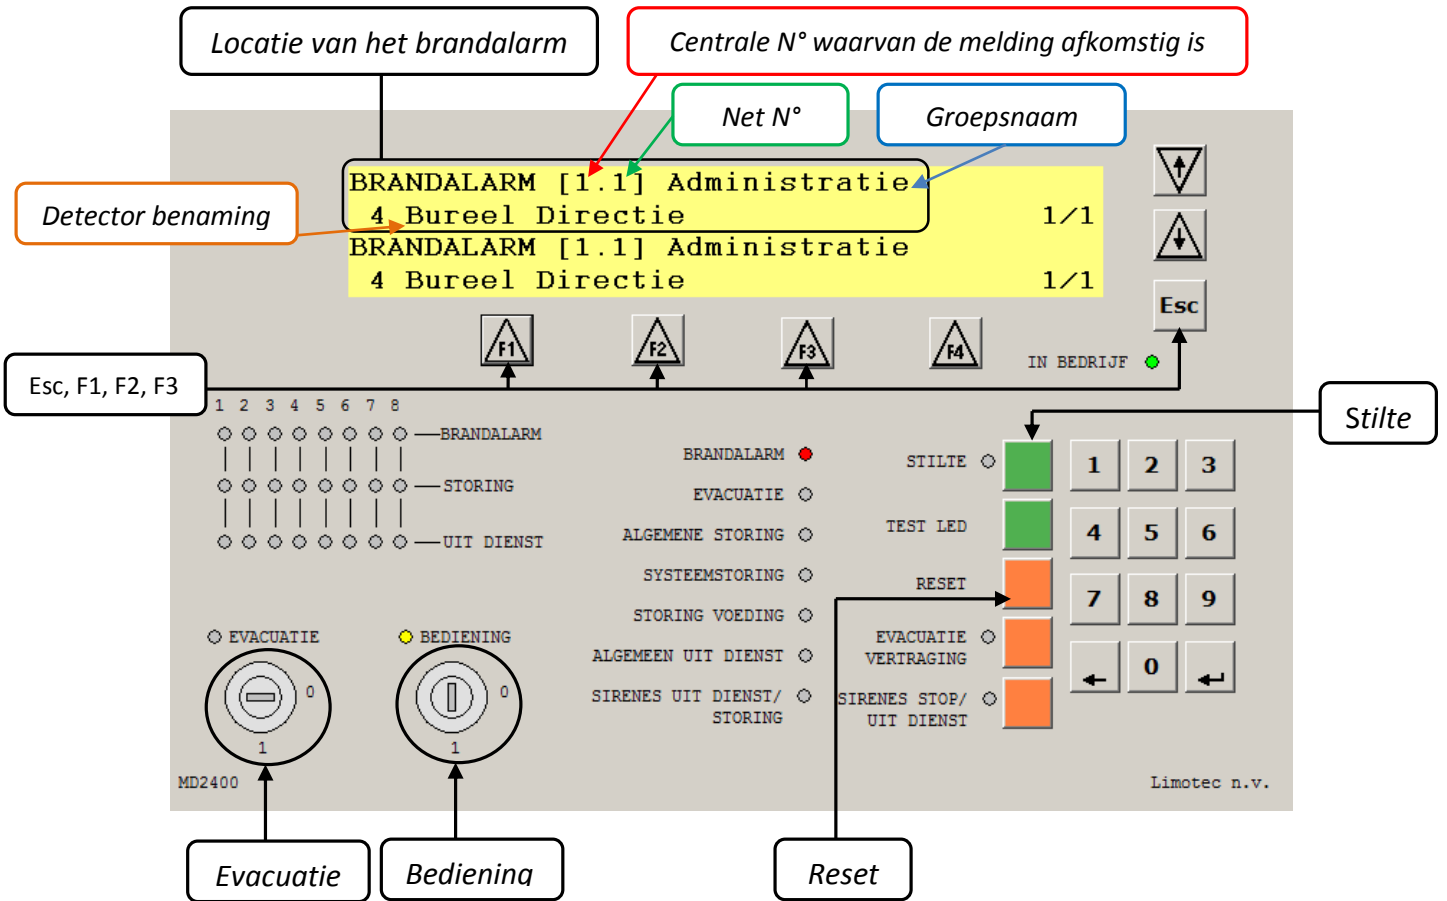 Locatie van het brandalarm
Centrale N° waarvan de melding afkomstig is
Net N°
Groepsnaam
Detector benaming
BRANDALARM [1.1] Administratie
4 Bureel Directie 1/1
BRANDALARM [1.1] Administratie
4 Bureel Directie 1/1
Esc
F1 F2 F3 F4
IN BEDRIJF
Esc, F1, F2, F3
Stilte
1 2 3 4 5 6 7 8
BRANDALARM
STORING
UIT DIENST
BRANDALARM
EVACUATIE
ALGEMENE STORING
SYSTEEMSTORING
STORING VOEDING
ALGEMEEN UIT DIENST
SIRENES UIT DIENST/
STORING
STILTE
TEST LED
RESET
EVACUATIE
VERTRAGING
SIRENES STOP/
UIT DIENST
1 2 3
4 5 6
7 8 9
0
EVACUATIE
0
1
BEDIENING
0
1
MD2400
Limotec n.v.
Evacuatie
Bediening
Reset